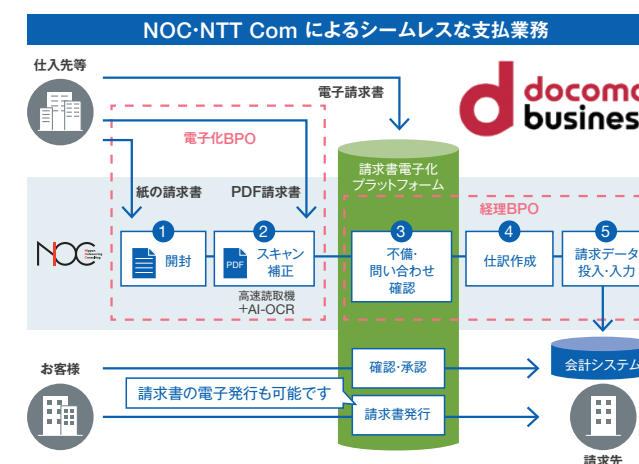 NOC・NTT Com によるシームレスな支払業務
仕入先等
電子請求書
docomo
business
電子化BPO
請求書電子化
プラットフォーム
紙の請求書
PDF請求書
経理BPO
NOC
Nippon
Outsourcing
Consulting
1
開封
2
PDF
スキャン
補正
3
不備・
問い合わせ
確認
4
仕訳作成
5
請求データ
投入・入力
高速読取機
+AI-OCR
お客様
確認・承認
会計システム
請求書の電子発行も可能です
請求書発行
請求先